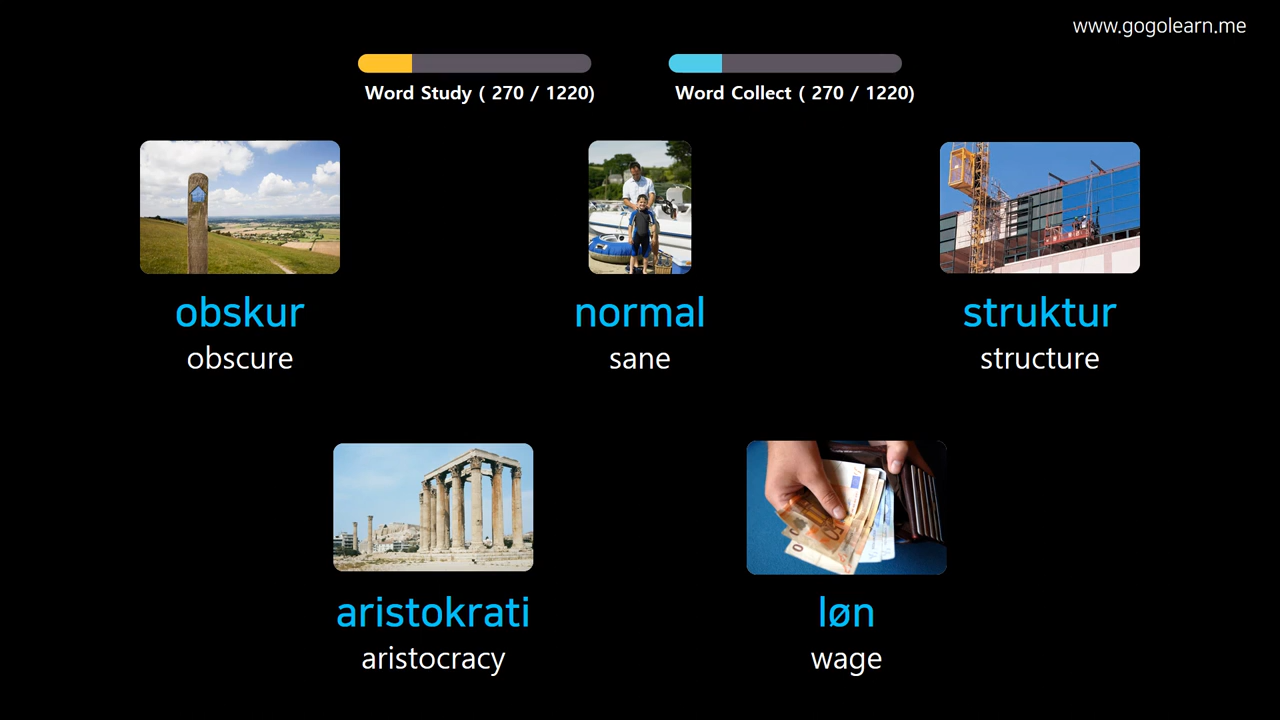 www.gogolearn.me
Word Study ( 270 / 1220)
Word Collect ( 270 / 1220)
obskur
obscure
normal
sane
struktur
structure
aristokrati
aristocracy
løn
wage